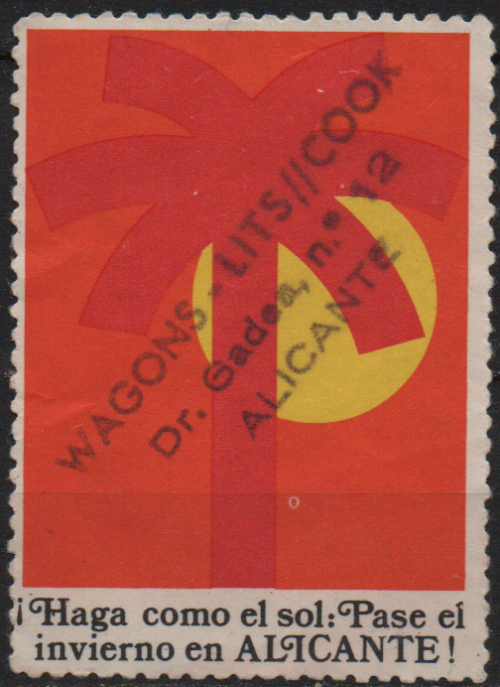 WAGONS-LITS//COOK
Dr. Gadea, n.º 12
ALICANTE
¡Haga como el sol: Pase el
invierno en ALICANTE!